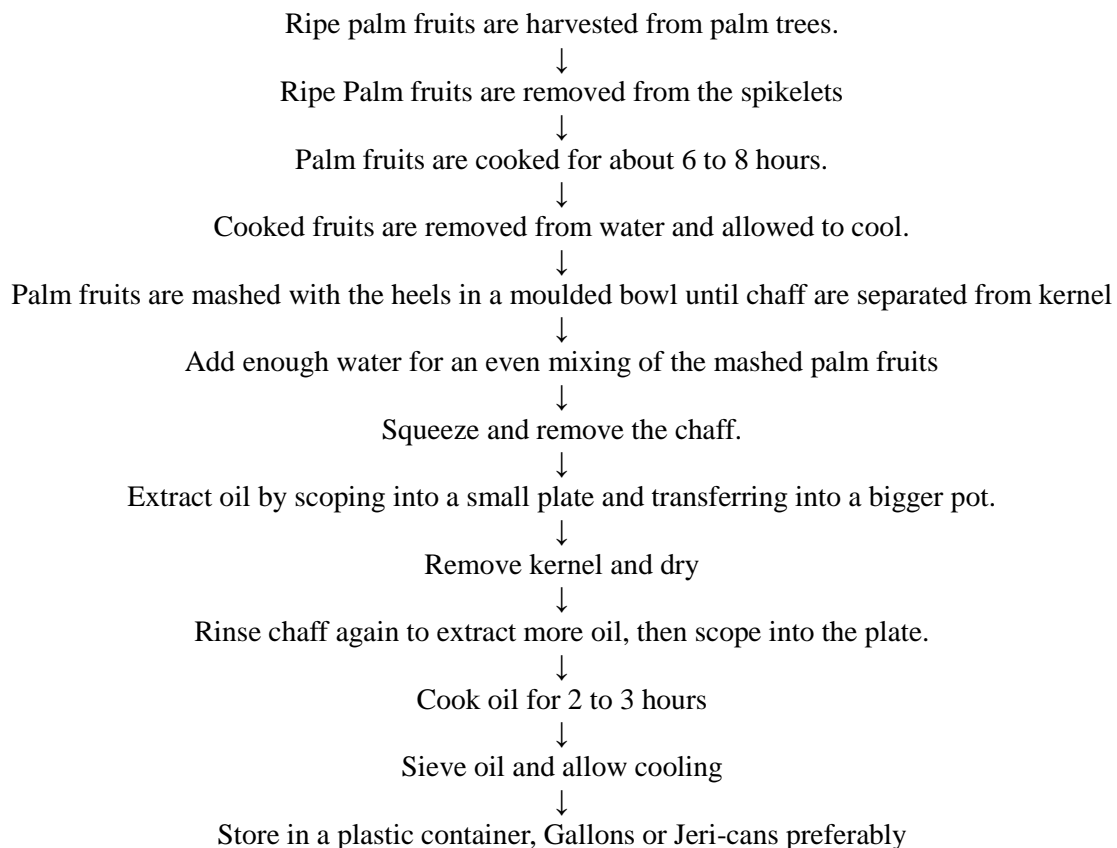 Ripe palm fruits are harvested from palm trees.
↓
Ripe Palm fruits are removed from the spikelets
↓
Palm fruits are cooked for about 6 to 8 hours.
↓
Cooked fruits are removed from water and allowed to cool.
↓
Palm fruits are mashed with the heels in a moulded bowl until chaff are separated from kernel
↓
Add enough water for an even mixing of the mashed palm fruits
↓
Squeeze and remove the chaff.
↓
Extract oil by scoping into a small plate and transferring into a bigger pot.
↓
Remove kernel and dry
↓
Rinse chaff again to extract more oil, then scope into the plate.
↓
Cook oil for 2 to 3 hours
↓
Sieve oil and allow cooling
↓
Store in a plastic container, Gallons or Jeri-cans preferably